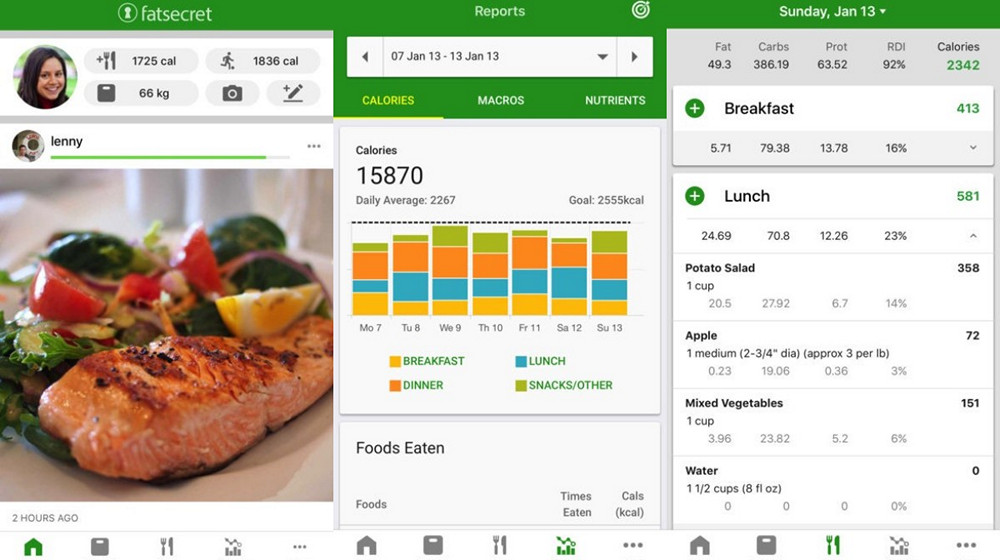 fatsecret
1725 cal
1836 cal
66 kg
lenny
2 HOURS AGO
Reports
07 Jan 13 - 13 Jan 13
CALORIES MACROS NUTRIENTS
Calories
15870
Daily Average: 2267 Goal: 2555kcal
Mo 7 Tu 8 We 9 Th 10 Fr 11 Sa 12 Su 13
BREAKFAST LUNCH
DINNER SNACKS/OTHER
Foods Eaten
Foods Times Eaten Cals (kcal)
Sunday, Jan 13
Fat Carbs Prot RDI Calories
49.3 386.19 63.52 92% 2342
Breakfast 413
5.71 79.38 13.78 16%
Lunch 581
24.69 70.8 12.26 23%
Potato Salad 358
1 cup
20.5 27.92 6.7 14%
Apple 72
1 medium (2-3/4" dia) (approx 3 per lb)
0.23 19.06 0.36 3%
Mixed Vegetables 151
1 cup
3.96 23.82 5.2 6%
Water 0
1 1/2 cups (8 fl oz)
0 0 0 0%